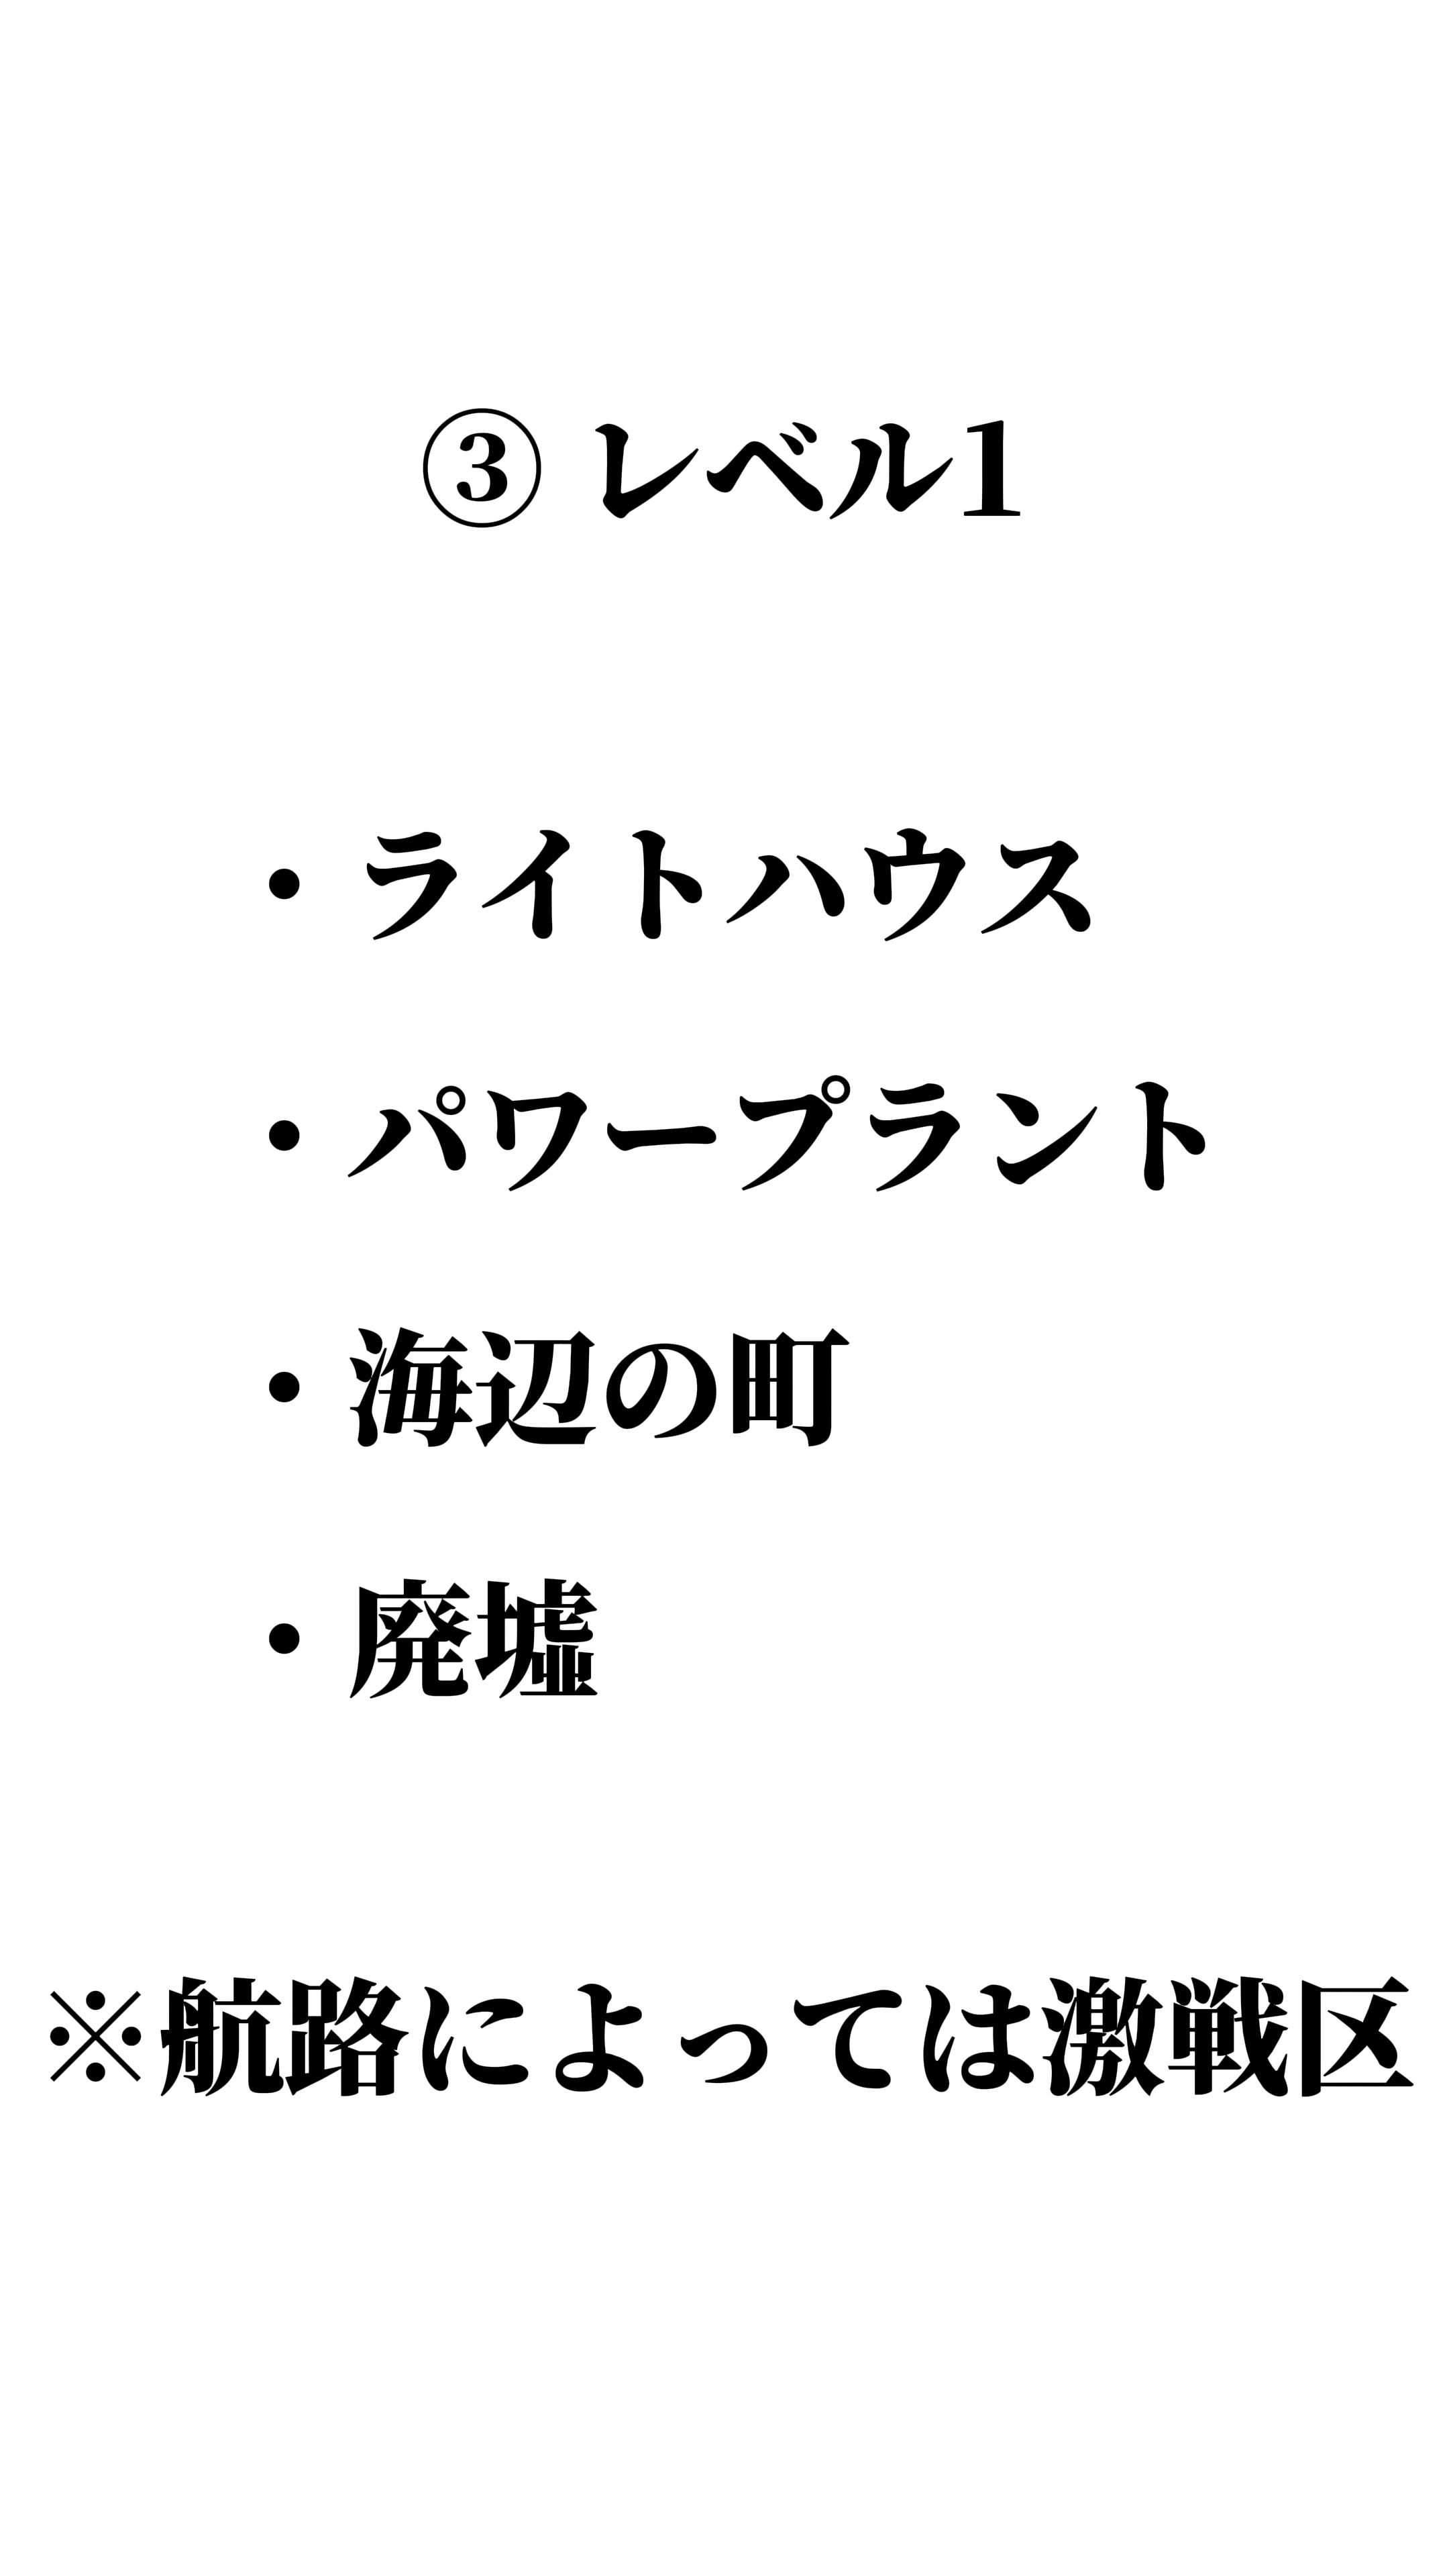 ③ レベル1
・ライトハウス
・パワープラント
・海辺の町
・廃墟
※航路によっては激戦区